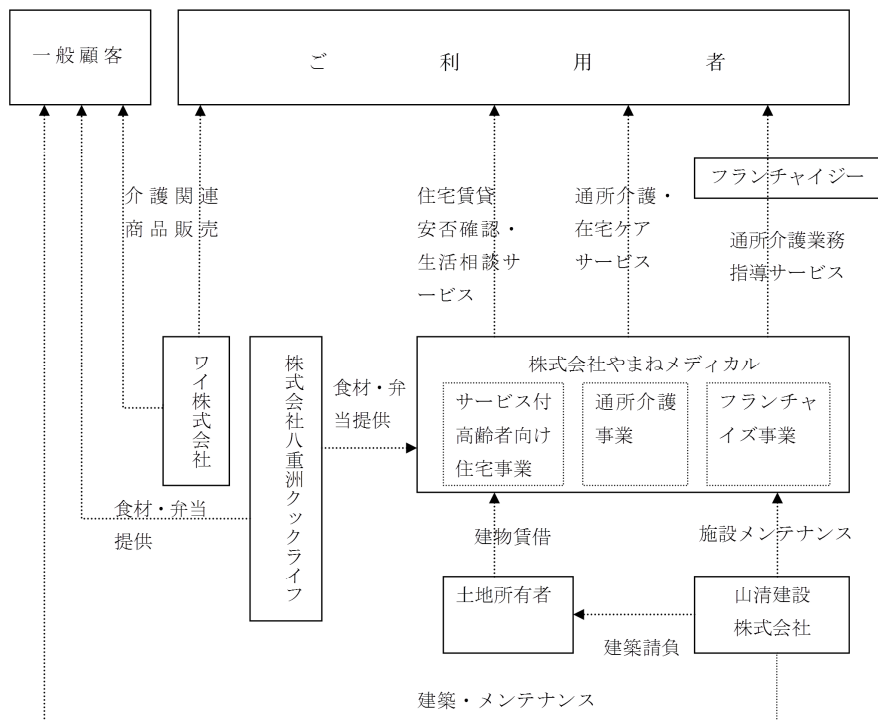 一般顧客
ご利用者
介護関連
商品販売
住宅賃貸
安否確認・
生活相談サ
ービス
通所介護・
在宅ケア
サービス
フランチャイジー
通所介護業務
指導サービス
ワイ株式会社
株式会社八重洲クックライフ
食材・弁
当提供
株式会社やまねメディカル
サービス付
高齢者向け
住宅事業
通所介護
事業
フランチャ
イズ事業
食材・弁当
提供
建物賃借
施設メンテナンス
土地所有者
山清建設
株式会社
建築請負
建築・メンテナンス